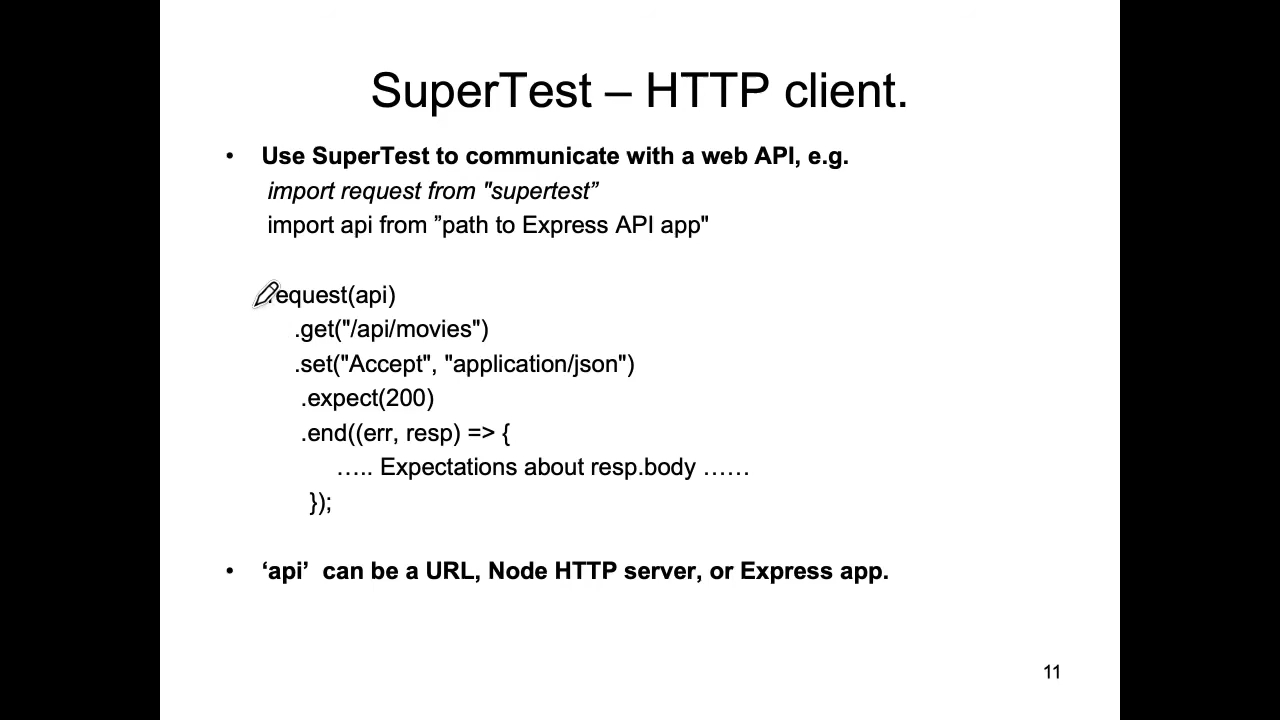 SuperTest – HTTP client.
• Use SuperTest to communicate with a web API, e.g.
import request from "supertest”
import api from ”path to Express API app"
request(api)
.get("/api/movies")
.set("Accept", "application/json")
.expect(200)
.end((err, resp) => {
….. Expectations about resp.body ……
});
• ‘api’ can be a URL, Node HTTP server, or Express app.
11